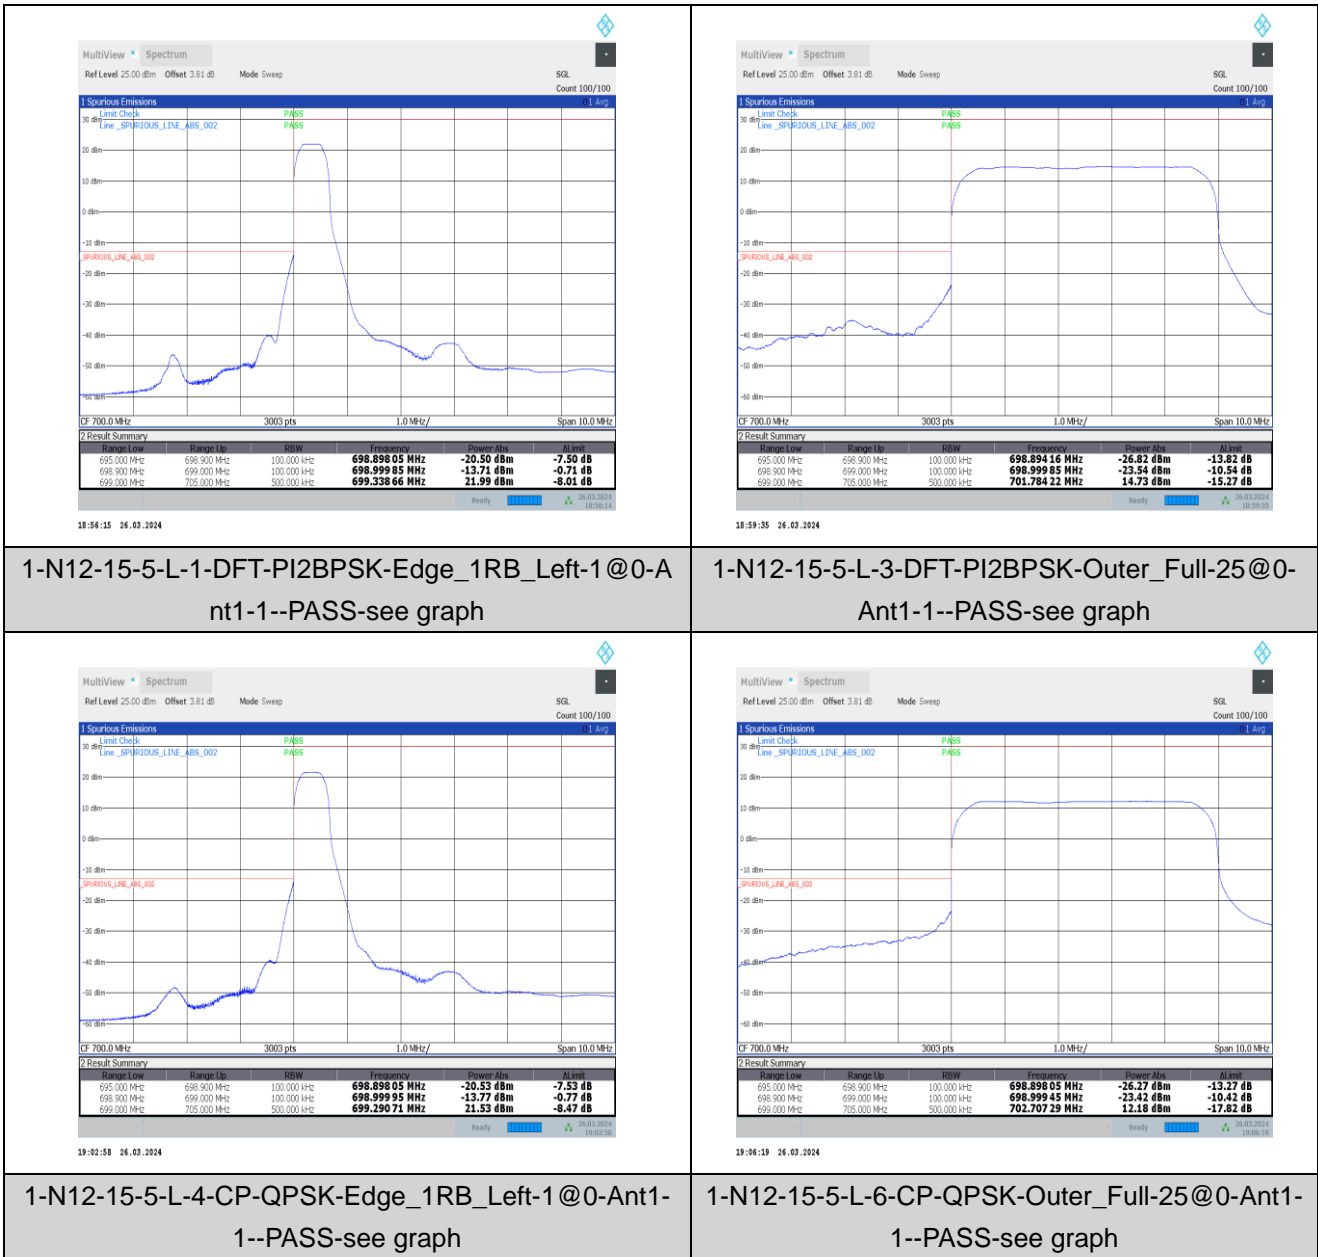 MultiView Spectrum
Ref Level 25.00 dBm Offset 3.81 dB Mode Sweep SGL
Count 100/100
1 Spurious Emissions 1 Avg
Limit Check PASS
30 dBm
Line _SPURIOUS_LINE_ABS_002 PASS
20 dBm
10 dBm
0 dBm
-10 dBm
_SPURIOUS_LINE_ABS_002
-20 dBm
-30 dBm
-40 dBm
-50 dBm
-60 dBm
CF 700.0 MHz 3003 pts 1.0 MHz/ Span 10.0 MHz
2 Result Summary
Range Low Range Up RBW Frequency Power Abs ΔLimit
695.000 MHz 698.900 MHz 100.000 kHz 698.898 05 MHz -20.50 dBm -7.50 dB
698.900 MHz 699.000 MHz 100.000 kHz 698.999 85 MHz -13.71 dBm -0.71 dB
699.000 MHz 705.000 MHz 500.000 kHz 699.338 66 MHz 21.99 dBm -8.01 dB
Ready 26.03.2024
18:56:14
18:56:15 26.03.2024
1-N12-15-5-L-1-DFT-PI2BPSK-Edge_1RB_Left-1@0-A
nt1-1--PASS-see graph
MultiView Spectrum
Ref Level 25.00 dBm Offset 3.81 dB Mode Sweep SGL
Count 100/100
1 Spurious Emissions 1 Avg
Limit Check PASS
30 dBm
Line _SPURIOUS_LINE_ABS_002 PASS
20 dBm
10 dBm
0 dBm
-10 dBm
_SPURIOUS_LINE_ABS_002
-20 dBm
-30 dBm
-40 dBm
-50 dBm
-60 dBm
CF 700.0 MHz 3003 pts 1.0 MHz/ Span 10.0 MHz
2 Result Summary
Range Low Range Up RBW Frequency Power Abs ΔLimit
695.000 MHz 698.900 MHz 100.000 kHz 698.894 16 MHz -26.82 dBm -13.82 dB
698.900 MHz 699.000 MHz 100.000 kHz 698.999 85 MHz -23.54 dBm -10.54 dB
699.000 MHz 705.000 MHz 500.000 kHz 701.784 22 MHz 14.73 dBm -15.27 dB
Ready 26.03.2024
18:59:35
18:59:35 26.03.2024
1-N12-15-5-L-3-DFT-PI2BPSK-Outer_Full-25@0-
Ant1-1--PASS-see graph
MultiView Spectrum
Ref Level 25.00 dBm Offset 3.81 dB Mode Sweep SGL
Count 100/100
1 Spurious Emissions 1 Avg
Limit Check PASS
30 dBm
Line _SPURIOUS_LINE_ABS_002 PASS
20 dBm
10 dBm
0 dBm
-10 dBm
_SPURIOUS_LINE_ABS_002
-20 dBm
-30 dBm
-40 dBm
-50 dBm
-60 dBm
CF 700.0 MHz 3003 pts 1.0 MHz/ Span 10.0 MHz
2 Result Summary
Range Low Range Up RBW Frequency Power Abs ΔLimit
695.000 MHz 698.900 MHz 100.000 kHz 698.898 05 MHz -20.53 dBm -7.53 dB
698.900 MHz 699.000 MHz 100.000 kHz 698.999 95 MHz -13.77 dBm -0.77 dB
699.000 MHz 705.000 MHz 500.000 kHz 699.290 71 MHz 21.53 dBm -8.47 dB
Ready 26.03.2024
19:02:58
19:02:58 26.03.2024
1-N12-15-5-L-4-CP-QPSK-Edge_1RB_Left-1@0-Ant1-
1--PASS-see graph
MultiView Spectrum
Ref Level 25.00 dBm Offset 3.81 dB Mode Sweep SGL
Count 100/100
1 Spurious Emissions 1 Avg
Limit Check PASS
30 dBm
Line _SPURIOUS_LINE_ABS_002 PASS
20 dBm
10 dBm
0 dBm
-10 dBm
_SPURIOUS_LINE_ABS_002
-20 dBm
-30 dBm
-40 dBm
-50 dBm
-60 dBm
CF 700.0 MHz 3003 pts 1.0 MHz/ Span 10.0 MHz
2 Result Summary
Range Low Range Up RBW Frequency Power Abs ΔLimit
695.000 MHz 698.900 MHz 100.000 kHz 698.898 05 MHz -26.27 dBm -13.27 dB
698.900 MHz 699.000 MHz 100.000 kHz 698.999 45 MHz -23.42 dBm -10.42 dB
699.000 MHz 705.000 MHz 500.000 kHz 702.707 29 MHz 12.18 dBm -17.82 dB
Ready 26.03.2024
19:06:19
19:06:19 26.03.2024
1-N12-15-5-L-6-CP-QPSK-Outer_Full-25@0-Ant1-
1--PASS-see graph